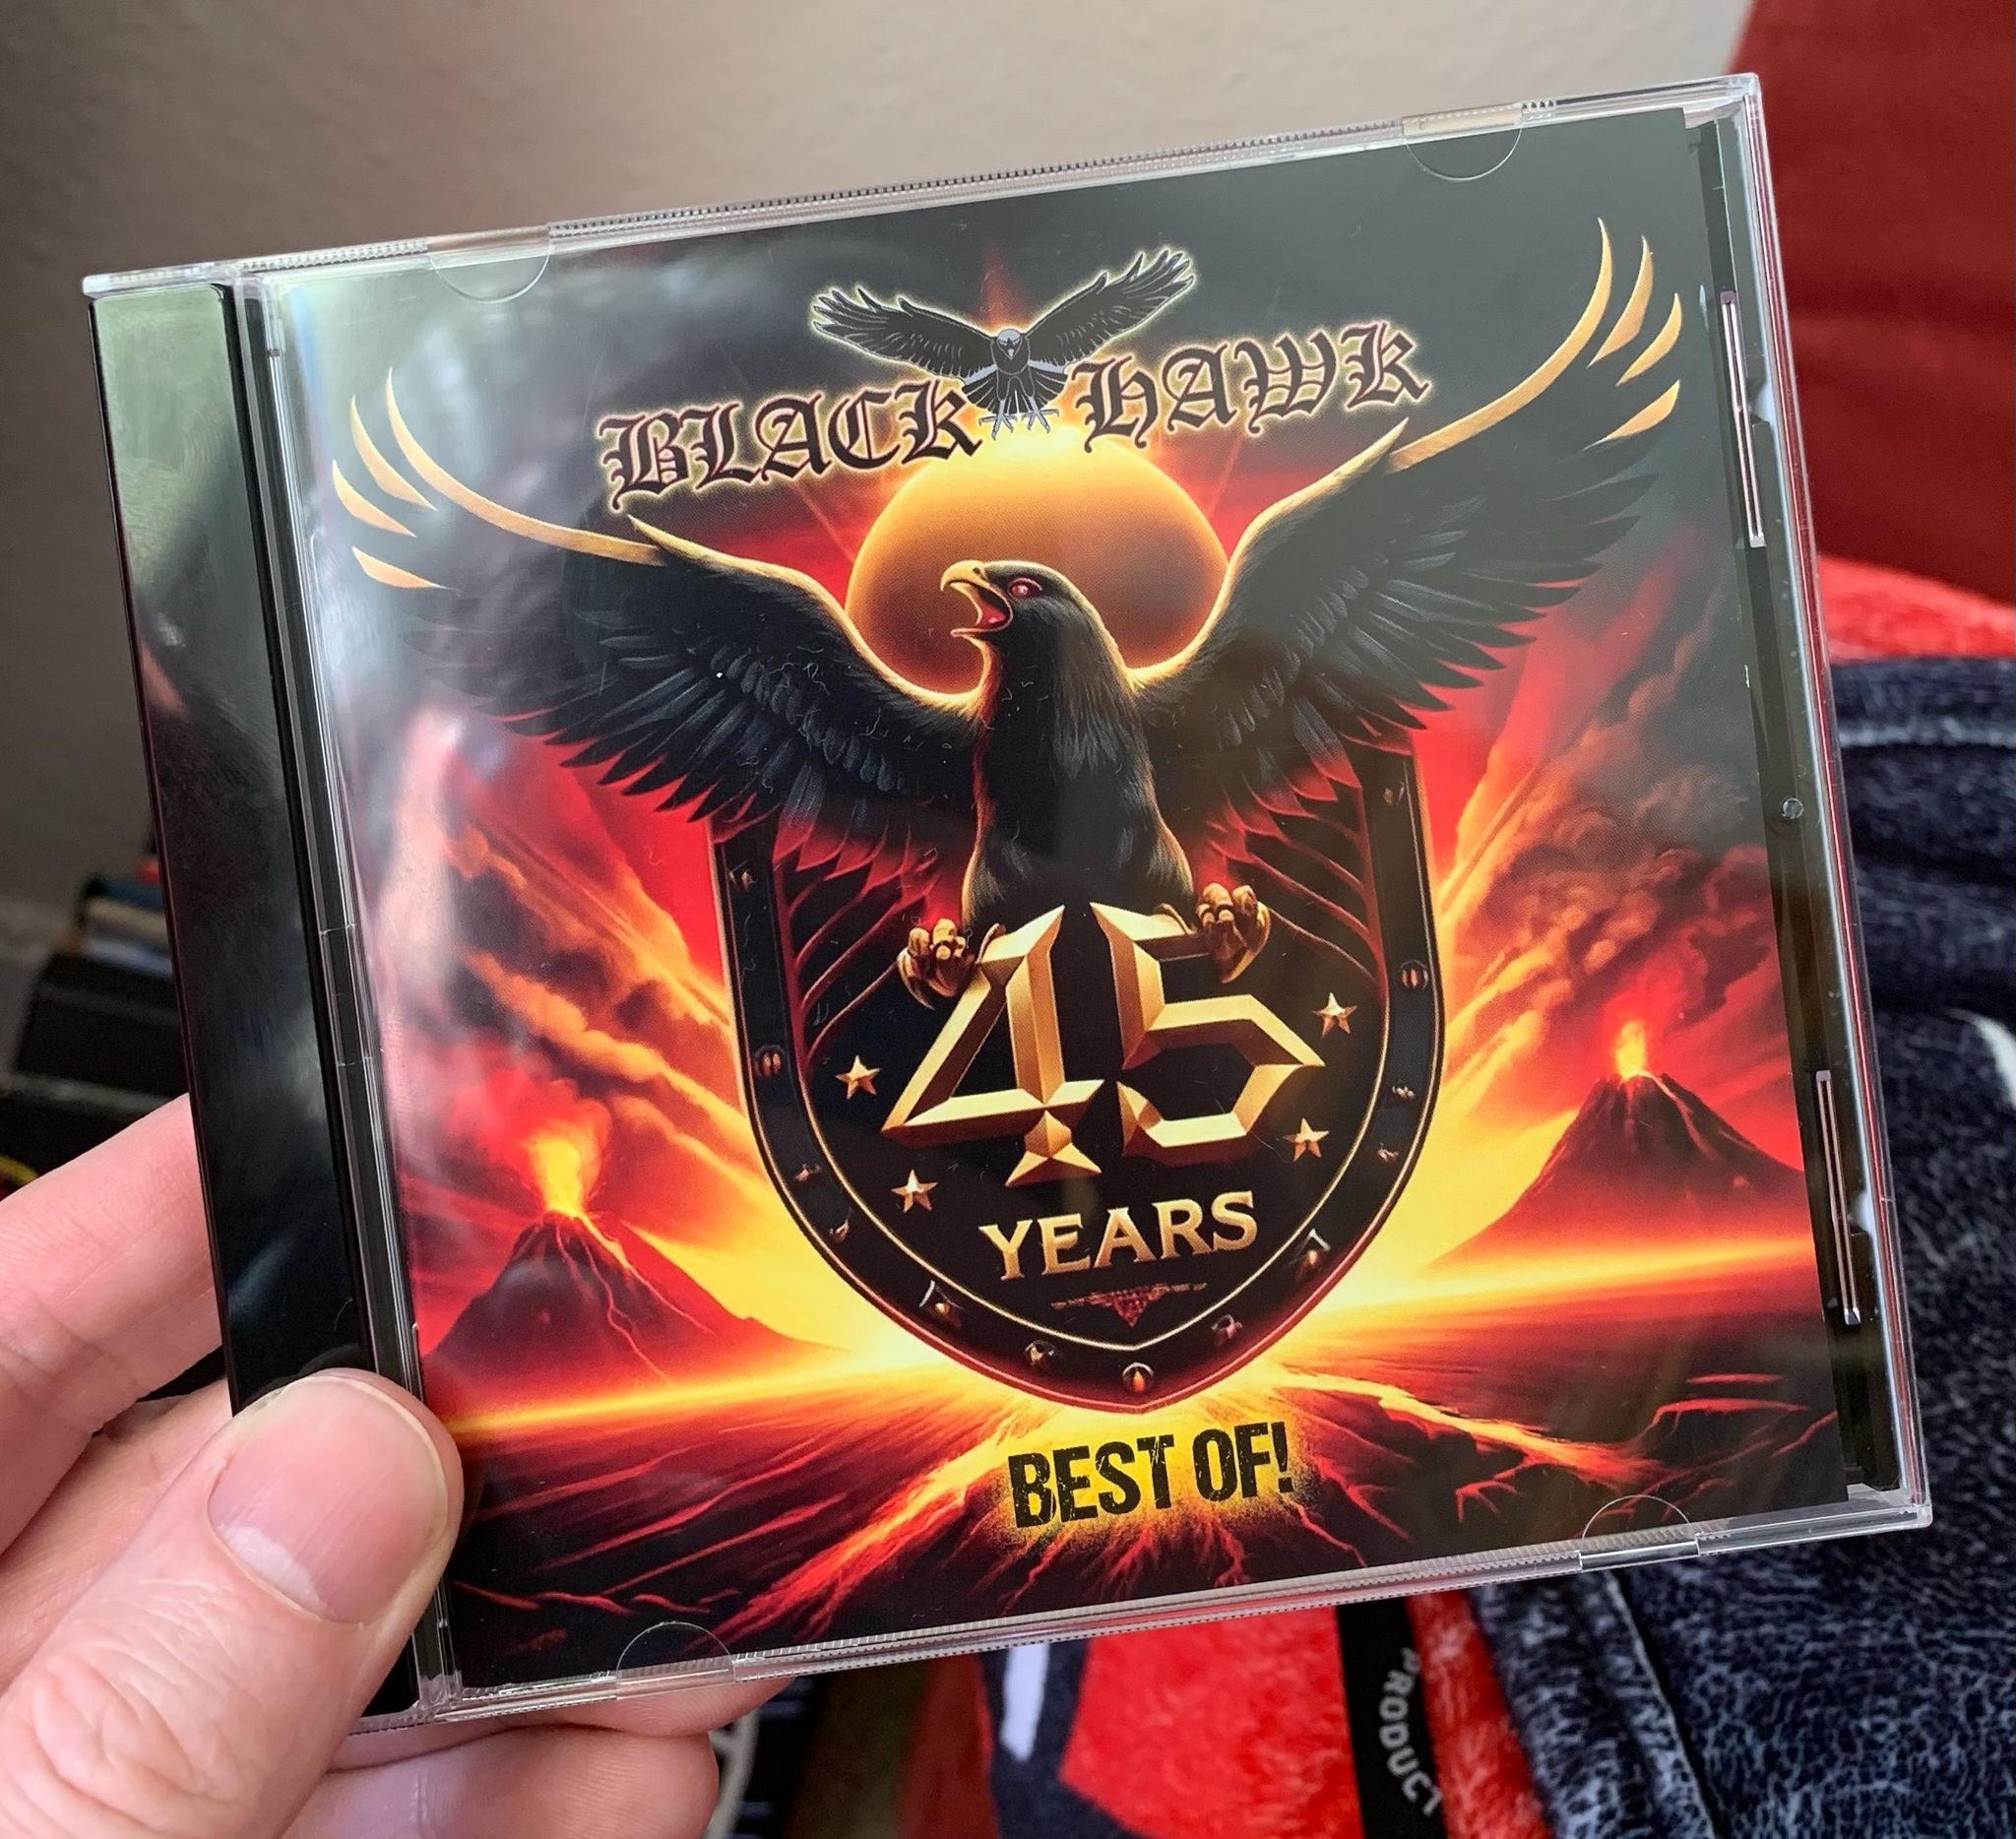 BLACK HAWK
45
YEARS
BEST OF!
PRODUCT